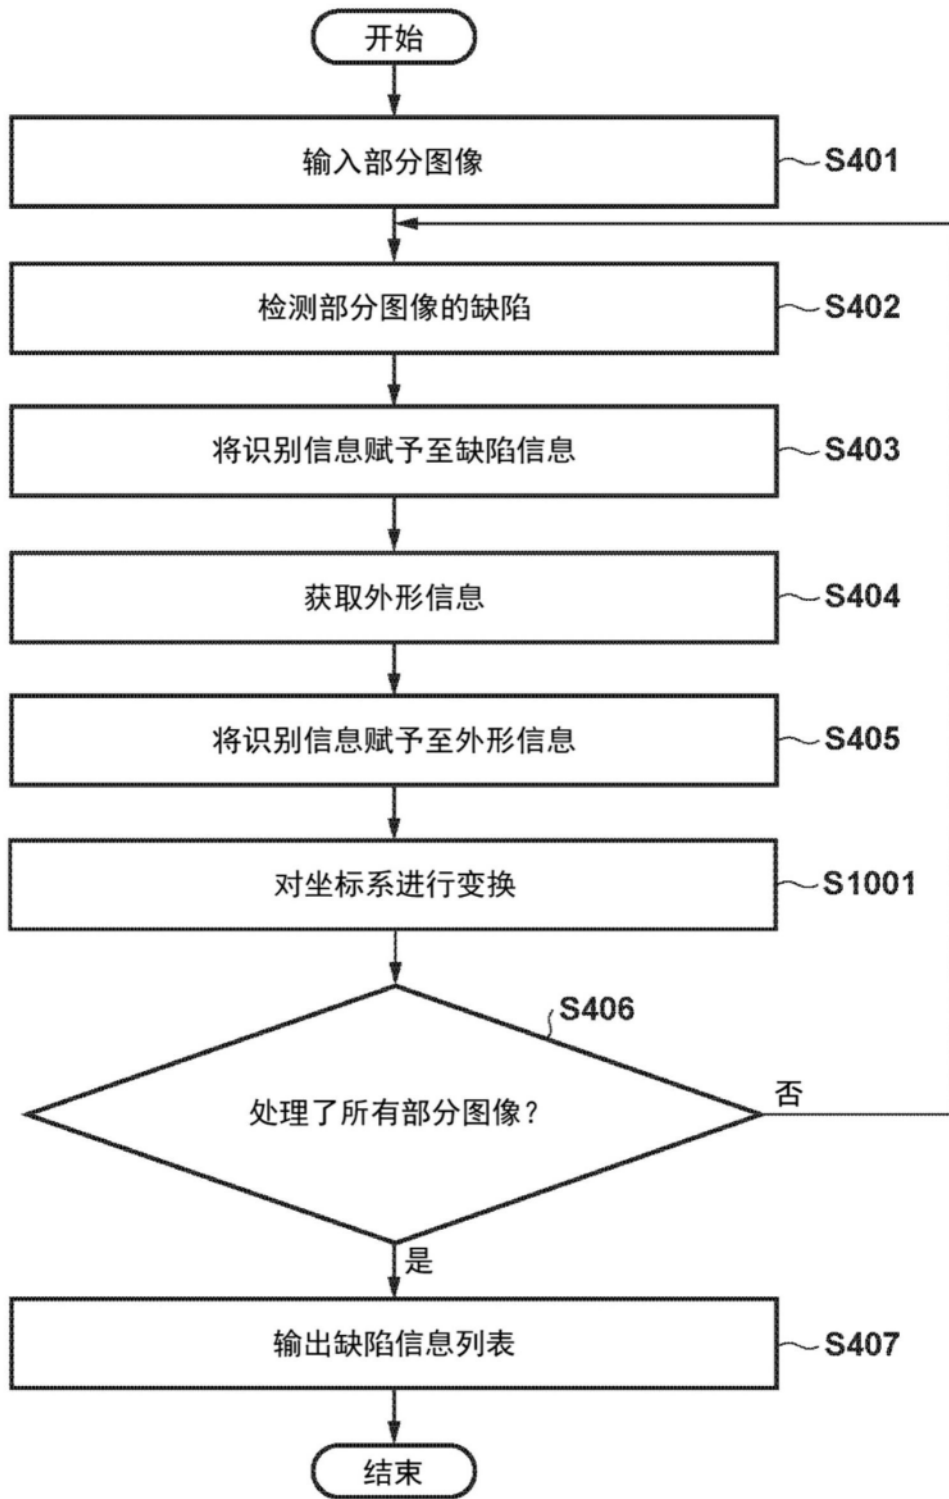 开始
输入部分图像
S401
检测部分图像的缺陷
S402
将识别信息赋予至缺陷信息
S403
获取外形信息
S404
将识别信息赋予至外形信息
S405
对坐标系进行变换
S1001
S406
处理了所有部分图像?
否
是
输出缺陷信息列表
S407
结束